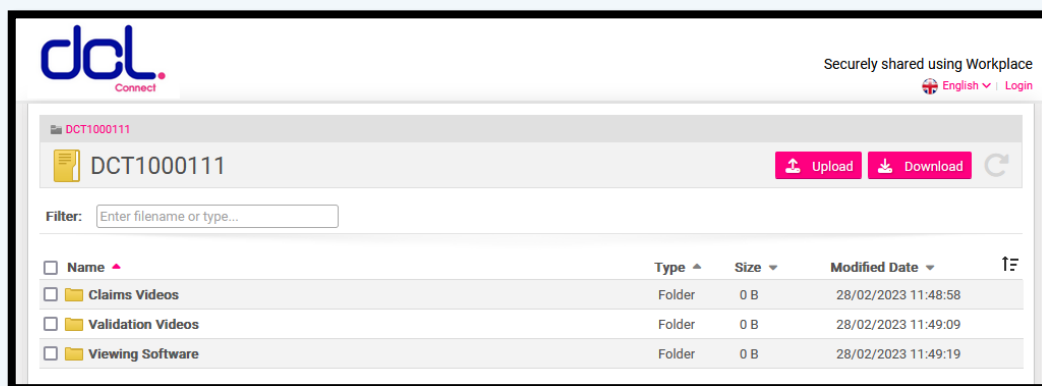 dcl.
Connect
Securely shared using Workplace
English | Login
DCT1000111
DCT1000111 Upload Download
Filter: Enter filename or type...
Name Type Size Modified Date
Claims Videos Folder 0 B 28/02/2023 11:48:58
Validation Videos Folder 0 B 28/02/2023 11:49:09
Viewing Software Folder 0 B 28/02/2023 11:49:19